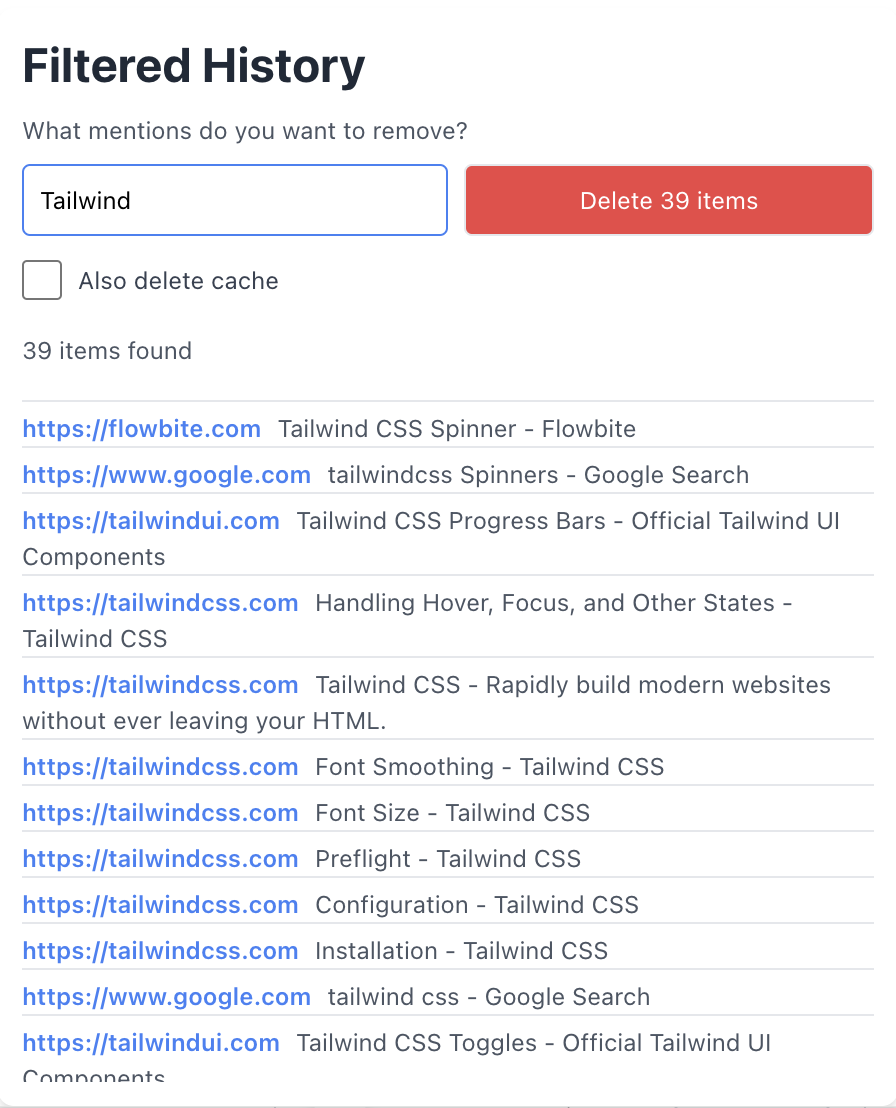 Filtered History
What mentions do you want to remove?
Tailwind
Delete 39 items
Also delete cache
39 items found
https://flowbite.com Tailwind CSS Spinner - Flowbite
https://www.google.com tailwindcss Spinners - Google Search
https://tailwindui.com Tailwind CSS Progress Bars - Official Tailwind UI
Components
https://tailwindcss.com Handling Hover, Focus, and Other States -
Tailwind CSS
https://tailwindcss.com Tailwind CSS - Rapidly build modern websites
without ever leaving your HTML.
https://tailwindcss.com Font Smoothing - Tailwind CSS
https://tailwindcss.com Font Size - Tailwind CSS
https://tailwindcss.com Preflight - Tailwind CSS
https://tailwindcss.com Configuration - Tailwind CSS
https://tailwindcss.com Installation - Tailwind CSS
https://www.google.com tailwind css - Google Search
https://tailwindui.com Tailwind CSS Toggles - Official Tailwind UI
Components